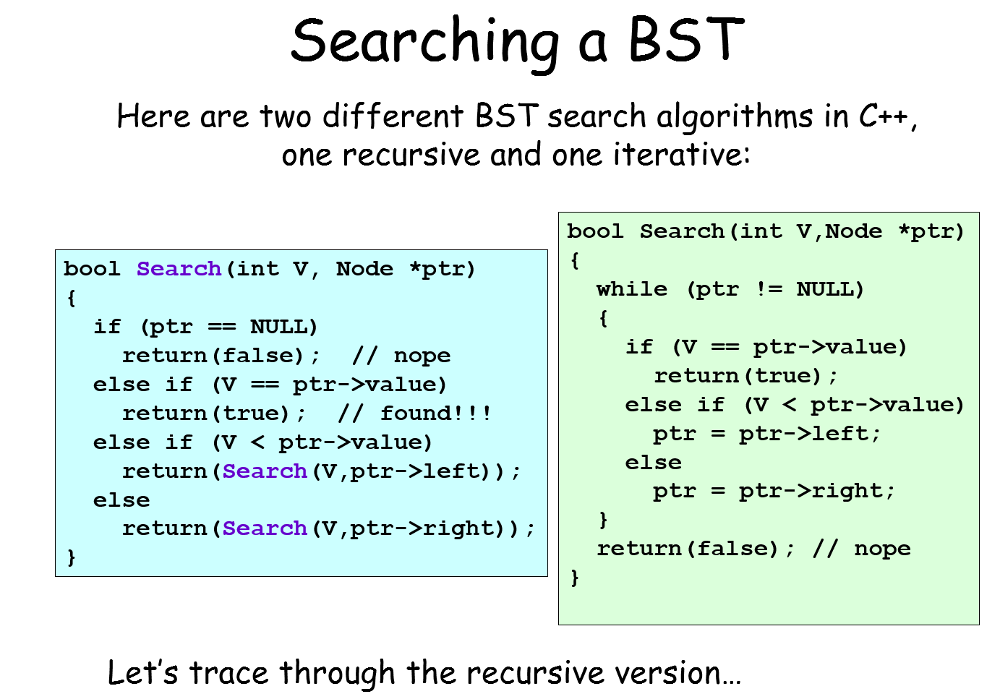 Searching a BST
Here are two different BST search algorithms in C++,
one recursive and one iterative:
bool Search(int V, Node *ptr)
{
  if (ptr == NULL)
    return(false);  // nope
  else if (V == ptr->value)
    return(true);  // found!!!
  else if (V < ptr->value)
    return(Search(V,ptr->left));
  else
    return(Search(V,ptr->right));
}
bool Search(int V,Node *ptr)
{
  while (ptr != NULL)
  {
    if (V == ptr->value)
      return(true);
    else if (V < ptr->value)
      ptr = ptr->left;
    else
      ptr = ptr->right;
  }
  return(false); // nope
}
Let’s trace through the recursive version…